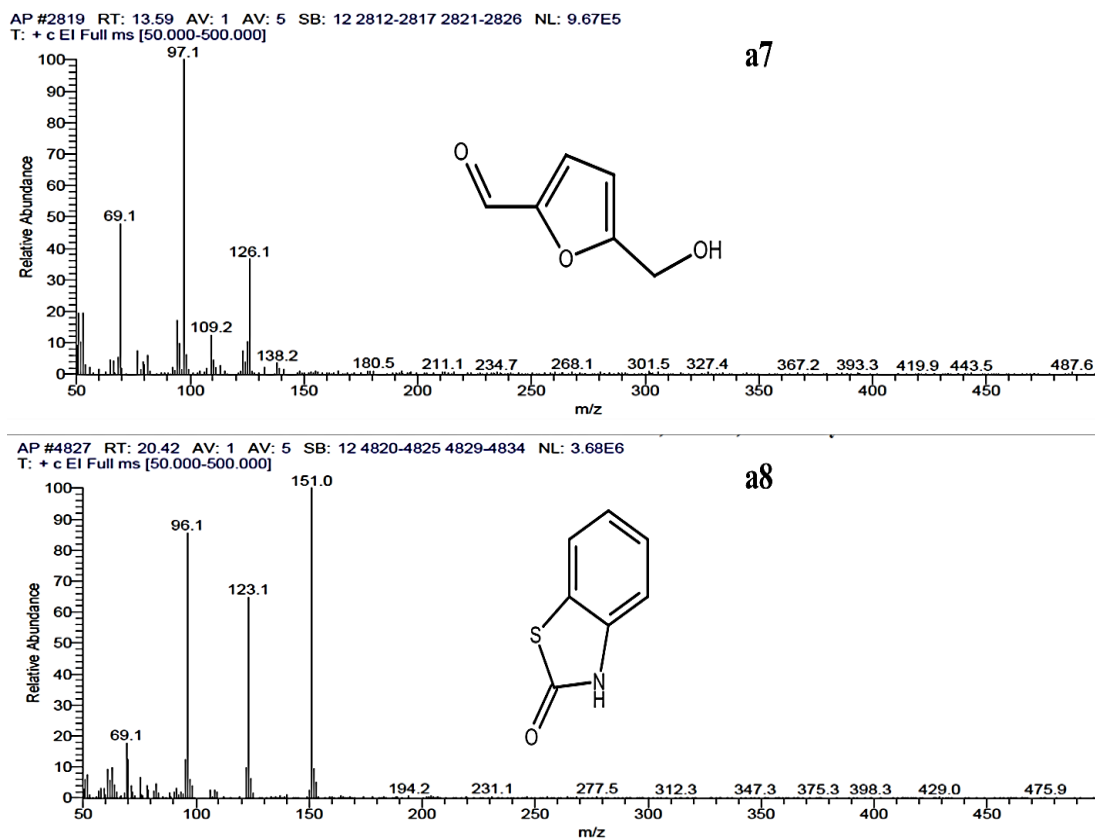 AP #2819 RT: 13.59 AV: 1 AV: 5 SB: 12 2812-2817 2821-2826 NL: 9.67E5
T: + c EI Full ms [50.000-500.000]
a7
97.1
100
90
80
70
60
50
40
30
20
10
0
Relative Abundance
69.1
126.1
109.2
138.2
180.5
211.1
234.7
268.1
301.5
327.4
367.2
393.3
419.9
443.5
487.6
O
O
OH
50 100 150 200 250 300 350 400 450
m/z
AP #4827 RT: 20.42 AV: 1 AV: 5 SB: 12 4820-4825 4829-4834 NL: 3.68E6
T: + c EI Full ms [50.000-500.000]
a8
151.0
100
90
80
70
60
50
40
30
20
10
0
Relative Abundance
96.1
123.1
69.1
194.2
231.1
277.5
312.3
347.3
375.3
398.3
429.0
475.9
S
N
H
O
50 100 150 200 250 300 350 400 450
m/z